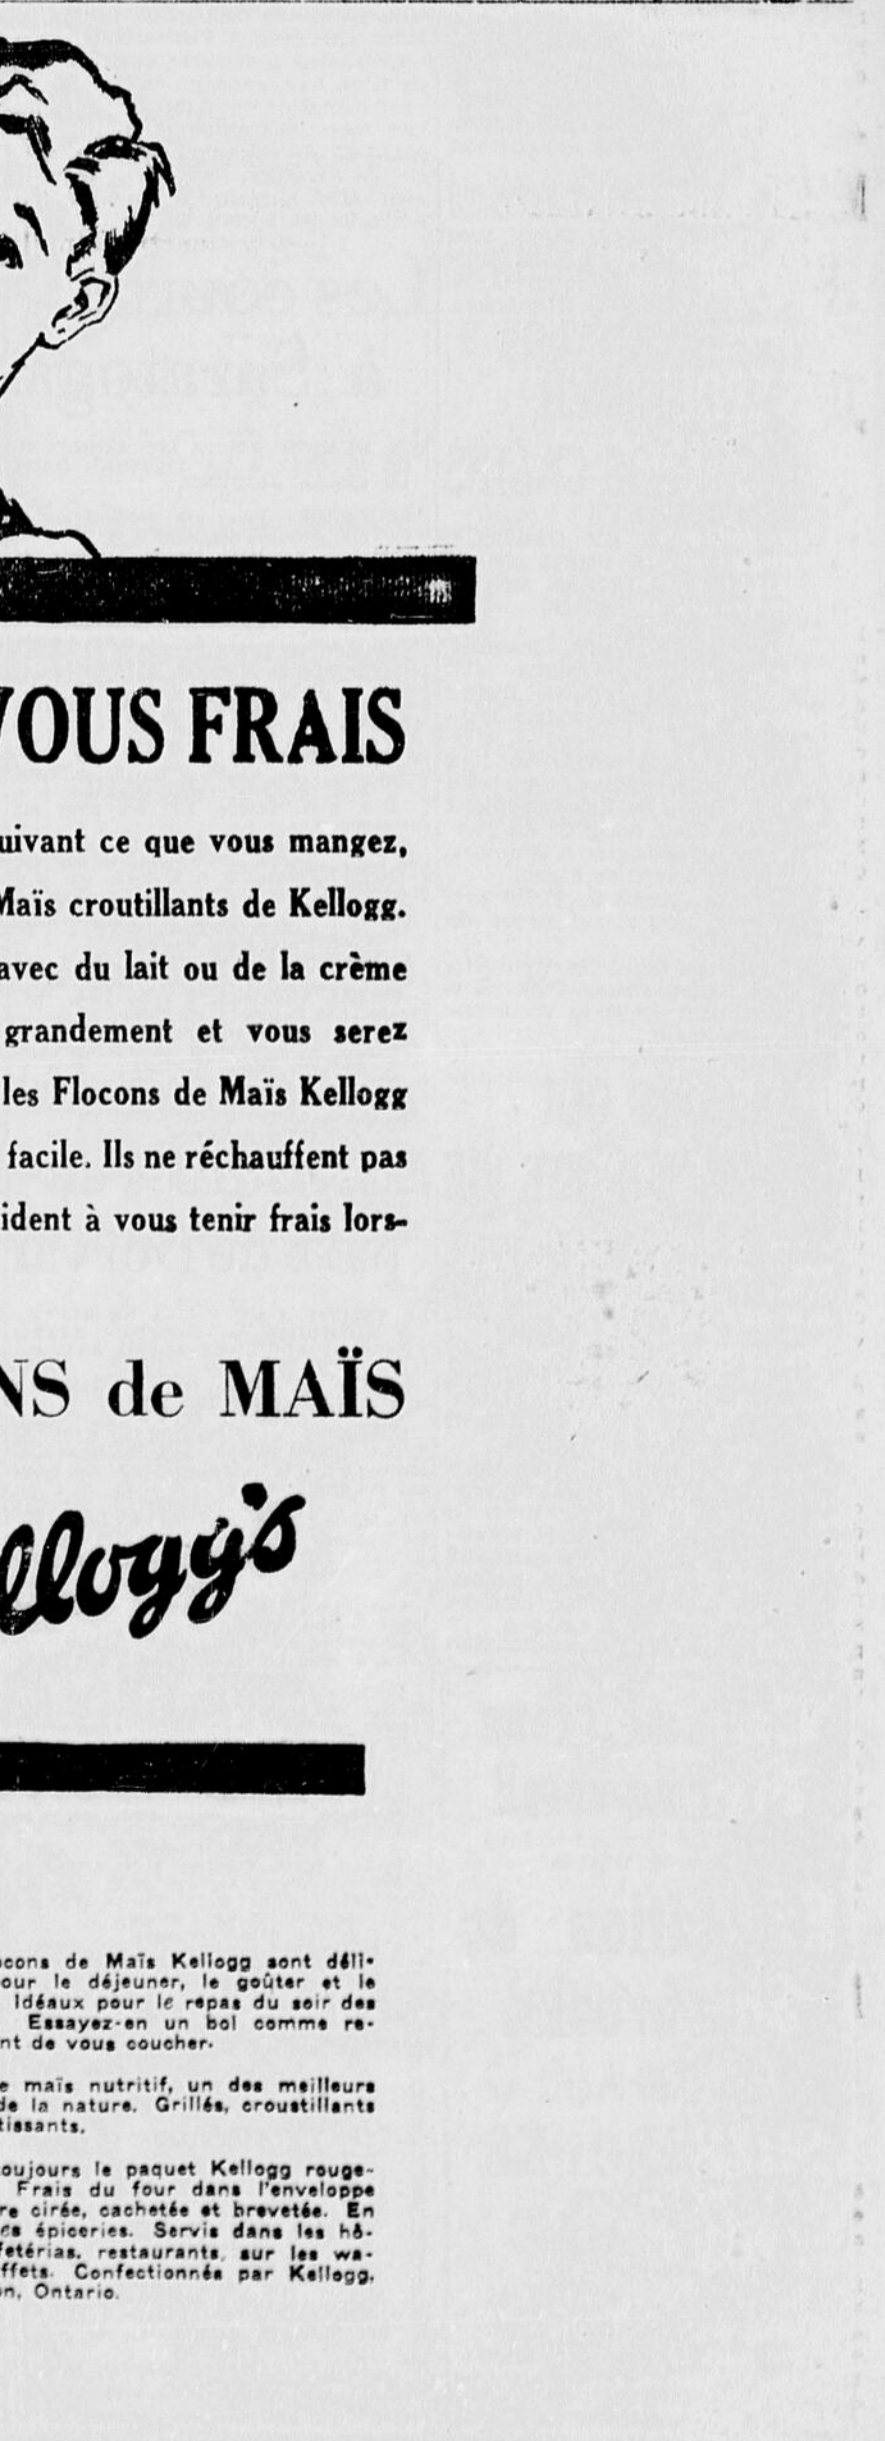 VOUS FRAIS
uivant ce que vous mangez,
Maïs croutillants de Kellogg.
avec du lait ou de la crème
grandement et vous serez
les Flocons de Maïs Kellogg
facile. Ils ne réchauffent pas
ident à vous tenir frais lors-
NS de MAÏS
ellogg's
ocons de Maïs Kellogg sont déli-
our le déjeuner, le goûter et le
Idéaux pour le repas du soir des
Essayez-en un bol comme re-
nt de vous coucher.
e maïs nutritif, un des meilleurs
de la nature. Grillés, croustillants
tissants.
oujours le paquet Kellogg rouge-
Frais du four dans l'enveloppe
re cirée, cachetée et brevetée. En
es épiceries. Servis dans les hô-
fetérias, restaurants, sur les wa-
ffets. Confectionnés par Kellogg,
on, Ontario.